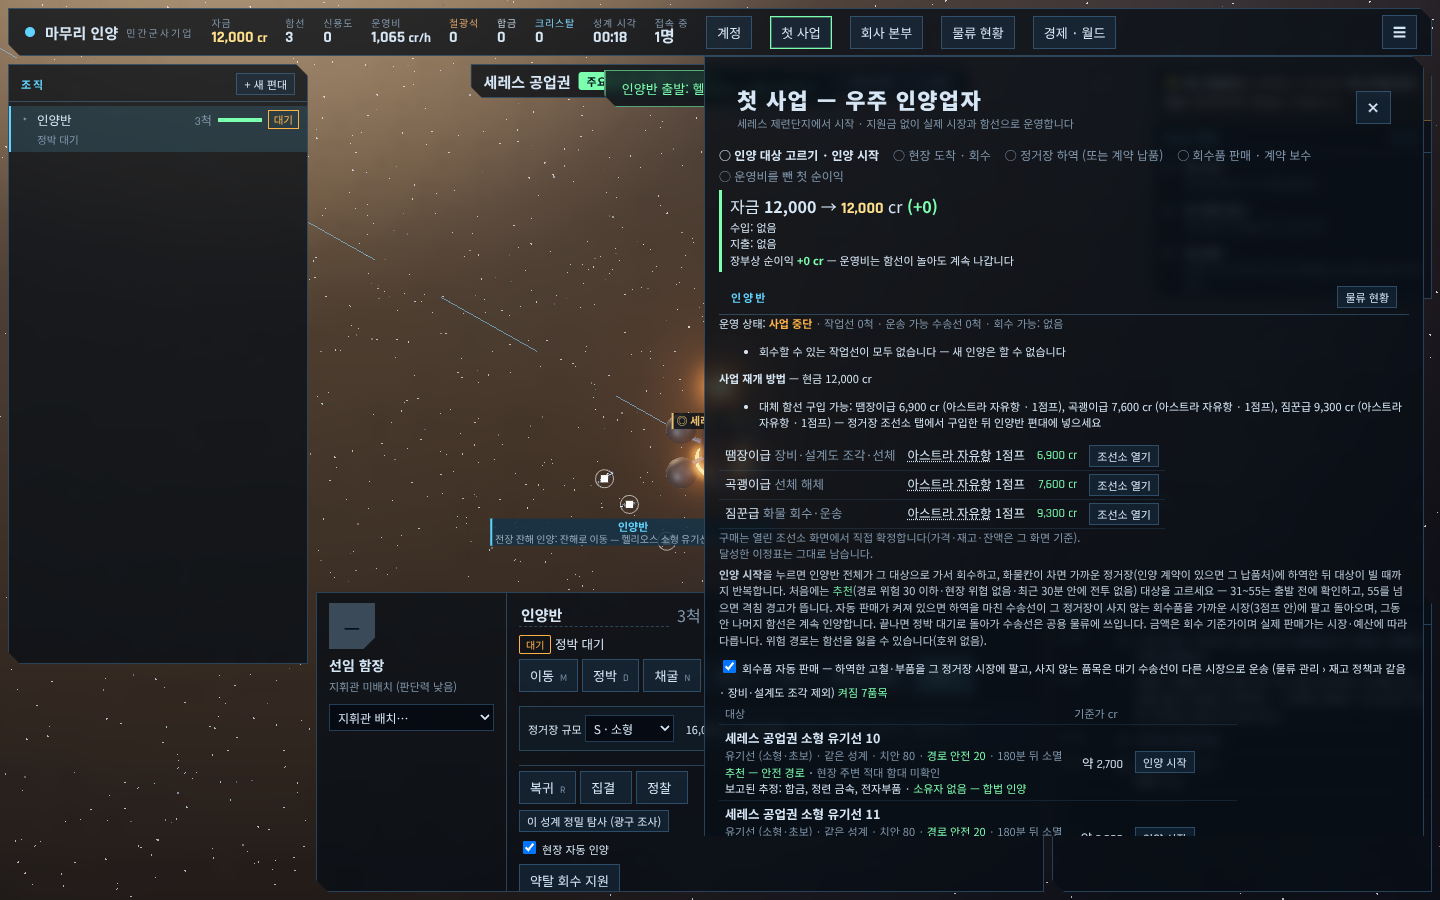 마무리 인양 민간군사기업
자금 12,000 cr
함선 3
신용도 0
운영비 1,065 cr/h
철광석 0
합금 0
크리스탈 0
성계 시각 00:18
접속 중 1명
계정
첫 사업
회사 본부
물류 현황
경제 · 월드
☰
조직
+ 새 편대
인양반 3척 대기
정박 대기
세레스 공업권
인양반 출발: 헬
첫 사업 — 우주 인양업자
×
세레스 제련단지에서 시작 · 지원금 없이 실제 시장과 함선으로 운영합니다
○ 인양 대상 고르기 · 인양 시작 ○ 현장 도착 · 회수 ○ 정거장 하역 (또는 계약 납품) ○ 회수품 판매 · 계약 보수
○ 운영비를 뺀 첫 순이익
자금 12,000 → 12,000 cr (+0)
수입: 없음
지출: 없음
장부상 순이익 +0 cr — 운영비는 함선이 놀아도 계속 나갑니다
인양반
물류 현황
운영 상태: 사업 중단 · 작업선 0척 · 운송 가능 수송선 0척 · 회수 가능: 없음
• 회수할 수 있는 작업선이 모두 없습니다 — 새 인양은 할 수 없습니다
사업 재개 방법 — 현금 12,000 cr
• 대체 함선 구입 가능: 땜장이급 6,900 cr (아스트라 자유항 · 1점프), 곡괭이급 7,600 cr (아스트라 자유항 · 1점프), 짐꾼급 9,300 cr (아스트라
자유항 · 1점프) — 정거장 조선소 탭에서 구입한 뒤 인양반 편대에 넣으세요
땜장이급 장비·설계도 조각·선체 아스트라 자유항 1점프 6,900 cr 조선소 열기
곡괭이급 선체 해체 아스트라 자유항 1점프 7,600 cr 조선소 열기
짐꾼급 화물 회수·운송 아스트라 자유항 1점프 9,300 cr 조선소 열기
구매는 열린 조선소 화면에서 직접 확정합니다(가격·재고·잔액은 그 화면 기준).
달성한 이정표는 그대로 남습니다.
인양 시작을 누르면 인양반 전체가 그 대상으로 가서 회수하고, 화물칸이 차면 가까운 정거장(인양 계약이 있으면 그 납품처)에 하역한 뒤 대상이 빌 때까
지 반복합니다. 처음에는 추천(경로 위험 30 이하·현장 위협 없음·최근 30분 안에 전투 없음) 대상을 고르세요 — 31~55는 출발 전에 확인하고, 55를 넘
으면 격침 경고가 뜹니다. 자동 판매가 켜져 있으면 하역을 마친 수송선이 그 정거장이 사지 않는 회수품을 가까운 시장(3점프 안)에 팔고 돌아오며, 그동
안 나머지 함선은 계속 인양합니다. 끝나면 정박 대기로 돌아가 수송선은 공용 물류에 쓰입니다. 금액은 회수 기준가이며 실제 판매가는 시장·예산에 따라
다릅니다. 위험 경로는 함선을 잃을 수 있습니다(호위 없음).
회수품 자동 판매 — 하역한 고철·부품을 그 정거장 시장에 팔고, 사지 않는 품목은 대기 수송선이 다른 시장으로 운송 (물류 관리 › 재고 정책과 같음
· 장비·설계도 조각 제외) 켜짐 7품목
대상 기준가 cr
세레스 공업권 소형 유기선 10
유기선 (소형·초보) · 같은 성계 · 치안 80 · 경로 안전 20 · 180분 뒤 소멸
약 2,700 인양 시작
추천 — 안전 경로 · 현장 주변 적대 함대 미확인
보고된 추정: 합금, 정련 금속, 전자부품 · 소유자 없음 — 합법 인양
세레스 공업권 소형 유기선 11
유기선 (소형·초보) · 같은 성계 · 치안 80 · 경로 안전 20 · 180분 뒤 소멸
인양반
전장 잔해 인양: 잔해로 이동 — 헬리오스 소형 유기선
—
선임 함장
지휘관 미배치 (판단력 낮음)
지휘관 배치…
인양반 3척
대기 정박 대기
이동 M
정박 D
채굴 N
정거장 규모 S · 소형
복귀 R
집결
정찰
이 성계 정밀 탐사 (광구 조사)
현장 자동 인양
약탈 회수 지원